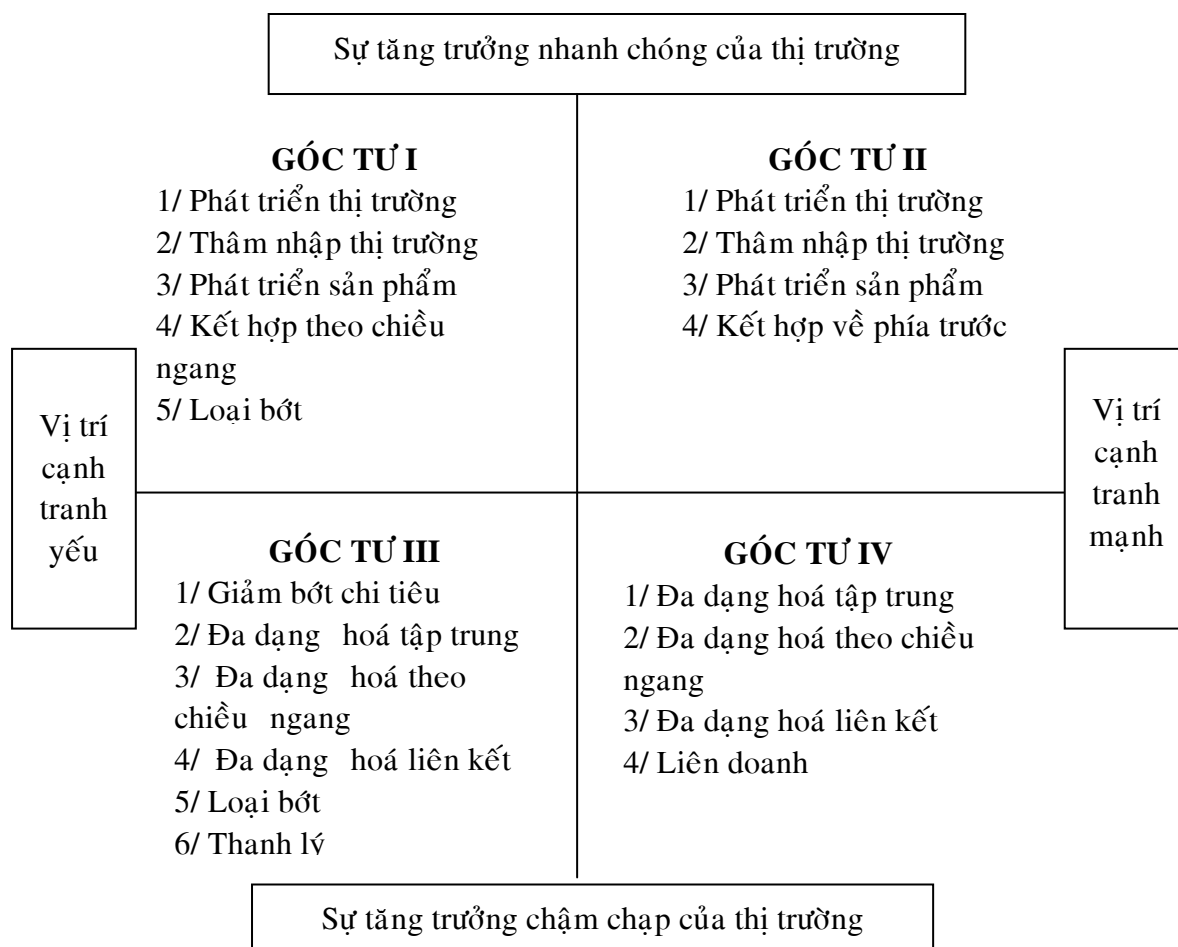 Sự tăng trưởng nhanh chóng của thị trường
GÓC TƯ I
1/ Phát triển thị trường
2/ Thâm nhập thị trường
3/ Phát triển sản phẩm
4/ Kết hợp theo chiều
ngang
5/ Loại bớt
GÓC TƯ II
1/ Phát triển thị trường
2/ Thâm nhập thị trường
3/ Phát triển sản phẩm
4/ Kết hợp về phía trước
Vị trí
cạnh
tranh
yếu
Vị trí
cạnh
tranh
mạnh
GÓC TƯ III
1/ Giảm bớt chi tiêu
2/ Đa dạng hoá tập trung
3/ Đa dạng hoá theo
chiều ngang
4/ Đa dạng hoá liên kết
5/ Loại bớt
6/ Thanh lý
GÓC TƯ IV
1/ Đa dạng hoá tập trung
2/ Đa dạng hoá theo chiều
ngang
3/ Đa dạng hoá liên kết
4/ Liên doanh
Sự tăng trưởng chậm chạp của thị trường